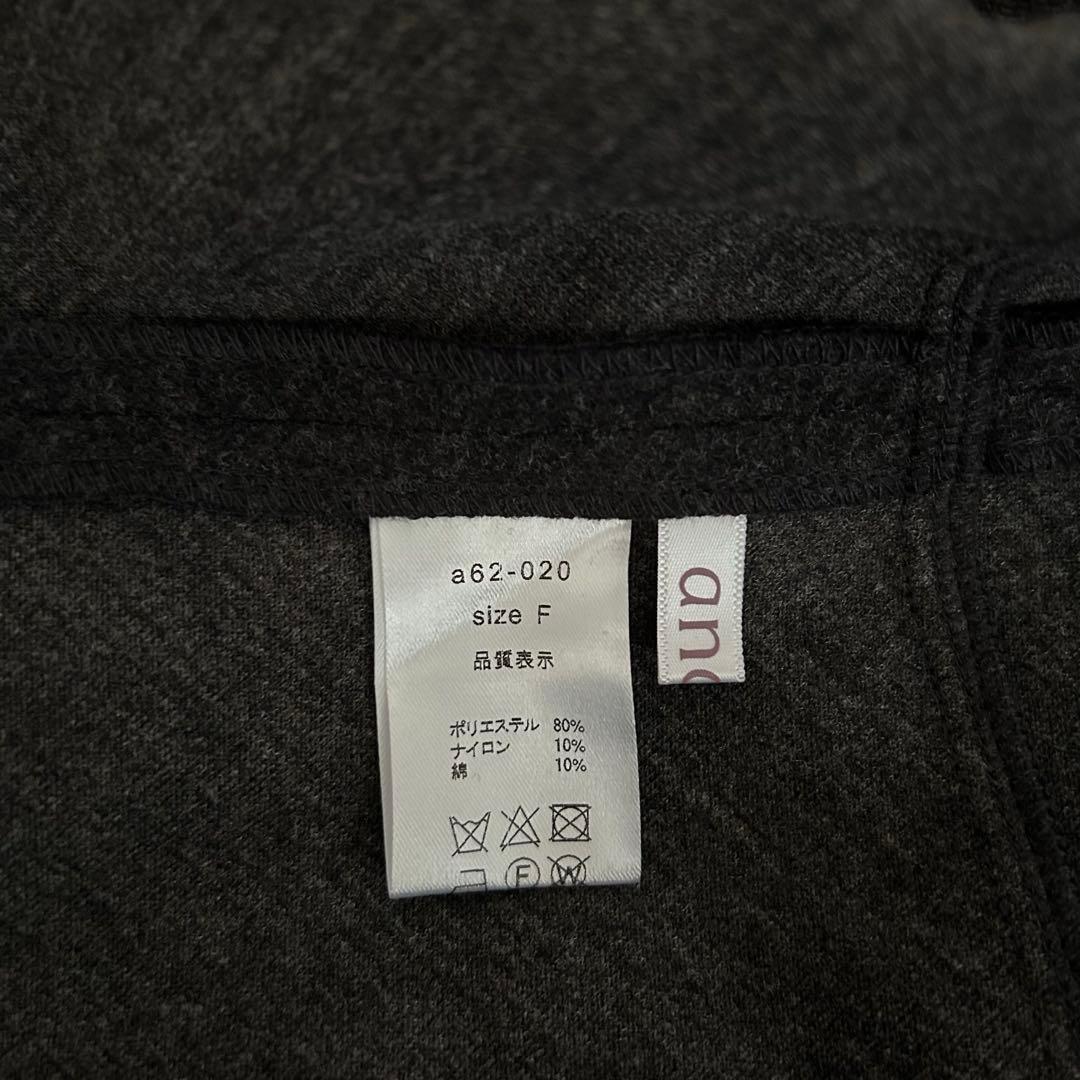 a62-020
size F
品質表示
ポリエステル 80%
ナイロン 10%
綿 10%
F W